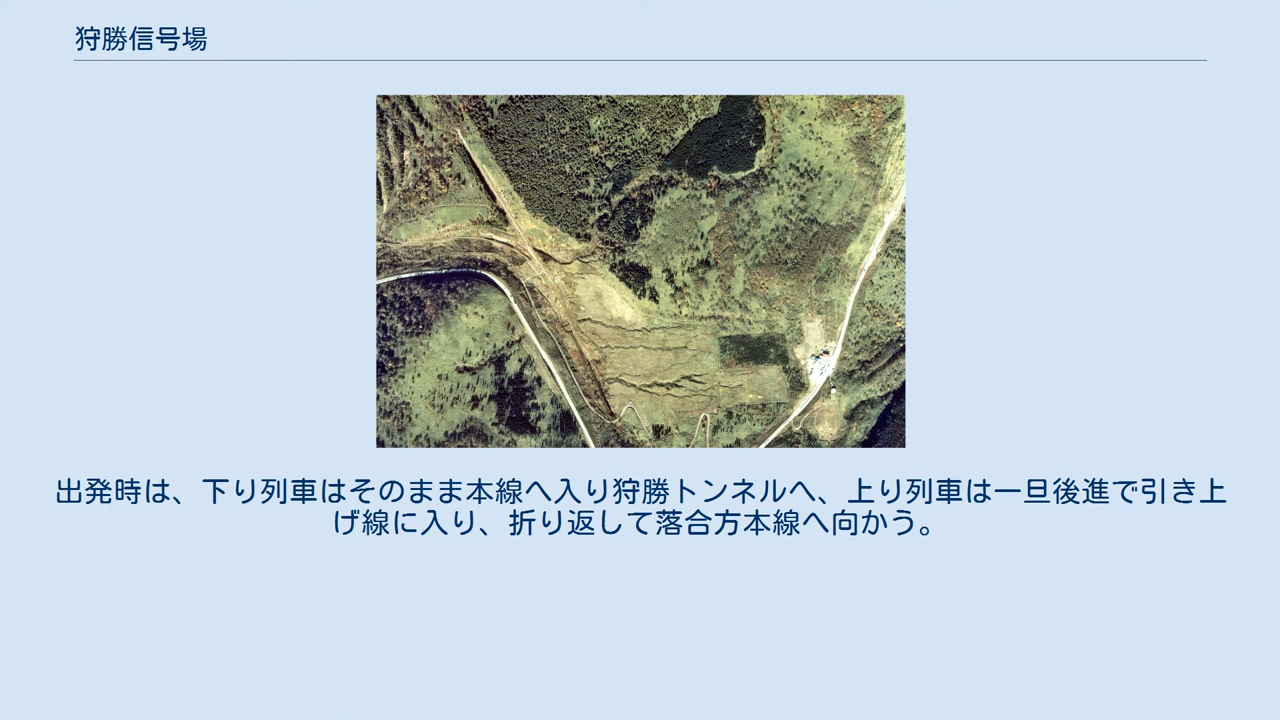 狩勝信号場
出発時は、下り列車はそのまま本線へ入り狩勝トンネルへ、上り列車は一旦後進で引き上
げ線に入り、折り返して落合方本線へ向かう。